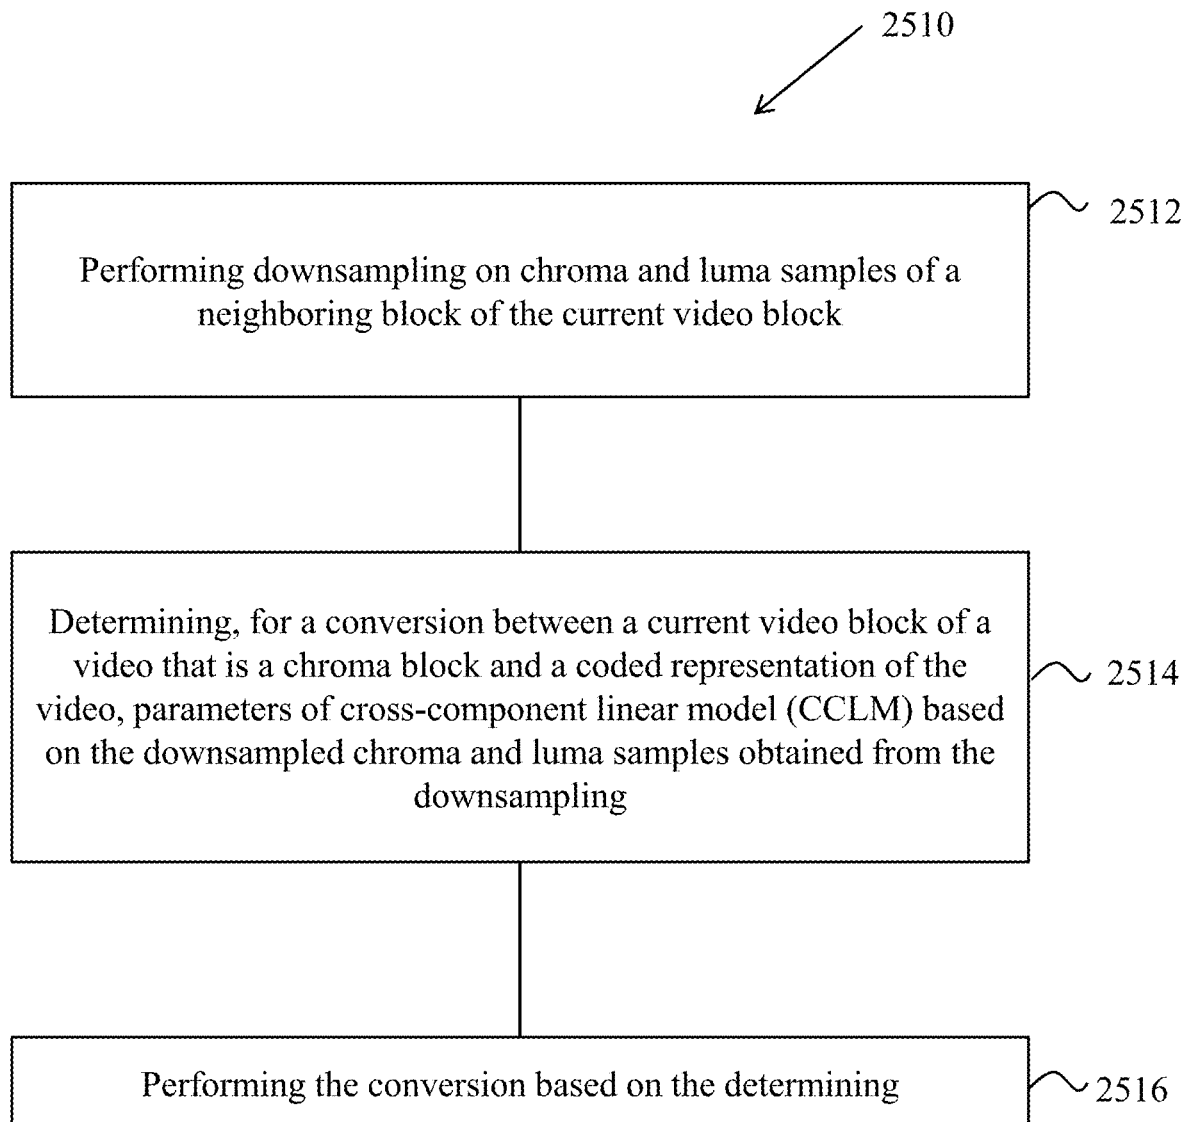 2510
2512
Performing downsampling on chroma and luma samples of a
neighboring block of the current video block
Determining, for a conversion between a current video block of a
video that is a chroma block and a coded representation of the
video, parameters of cross-component linear model (CCLM) based
on the downsampled chroma and luma samples obtained from the
downsampling
2514
Performing the conversion based on the determining
2516